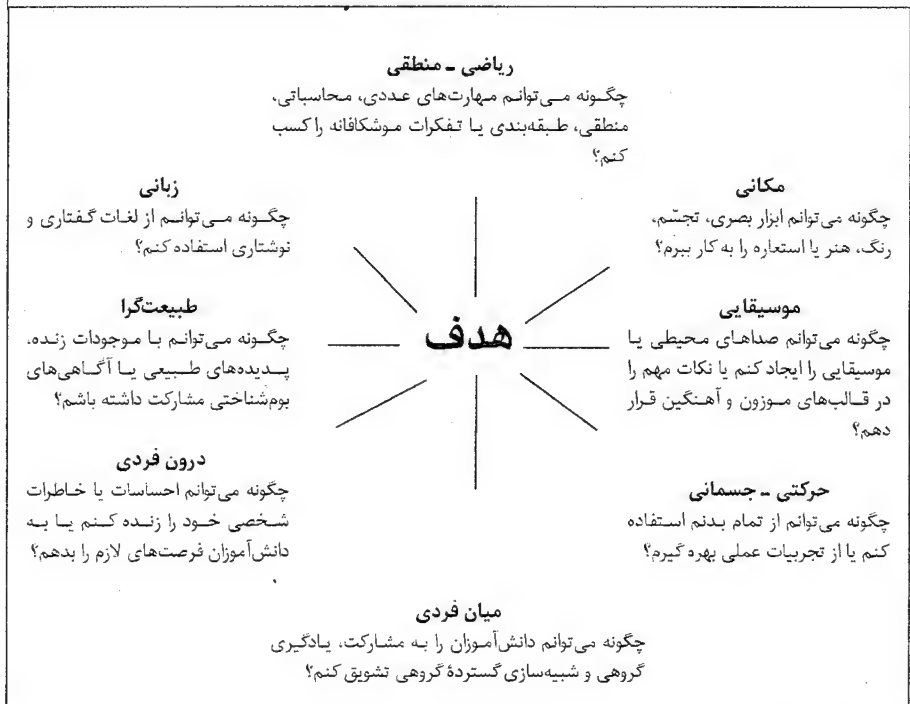 ریاضی ـ منطقی
چگونه می‌توانم مهارت‌های عددی، محاسباتی،
منطقی، طبقه‌بندی یا تفکرات موشکافانه را کسب
کنم؟
مکانی
چگونه می‌توانم ابزار بصری، تجسّم،
رنگ، هنر یا استعاره را به کار ببرم؟
زبانی
چگونه می‌توانم از لغات گفتاری و
نوشتاری استفاده کنم؟
موسیقایی
چگونه می‌توانم صداهای محیطی یا
موسیقایی را ایجاد کنم یا نکات مهم را
در قالب‌های موزون و آهنگین قرار
دهم؟
هدف
طبیعت‌گرا
چگونه می‌توانم با موجودات زنده،
پدیده‌های طبیعی یا آگاهی‌های
بوم‌شناختی مشارکت داشته باشم؟
حرکتی ـ جسمانی
چگونه می‌توانم از تمام بدنم استفاده
کنم یا از تجربیات عملی بهره گیرم؟
درون فردی
چگونه می‌توانم احساسات یا خاطرات
شخصی خود را زنده کنم یا به
دانش‌آموزان فرصت‌های لازم را بدهم؟
میان فردی
چگونه می‌توانم دانش‌آموزان را به مشارکت، یادگیری
گروهی و شبیه‌سازی گستردهٔ گروهی تشویق کنم؟